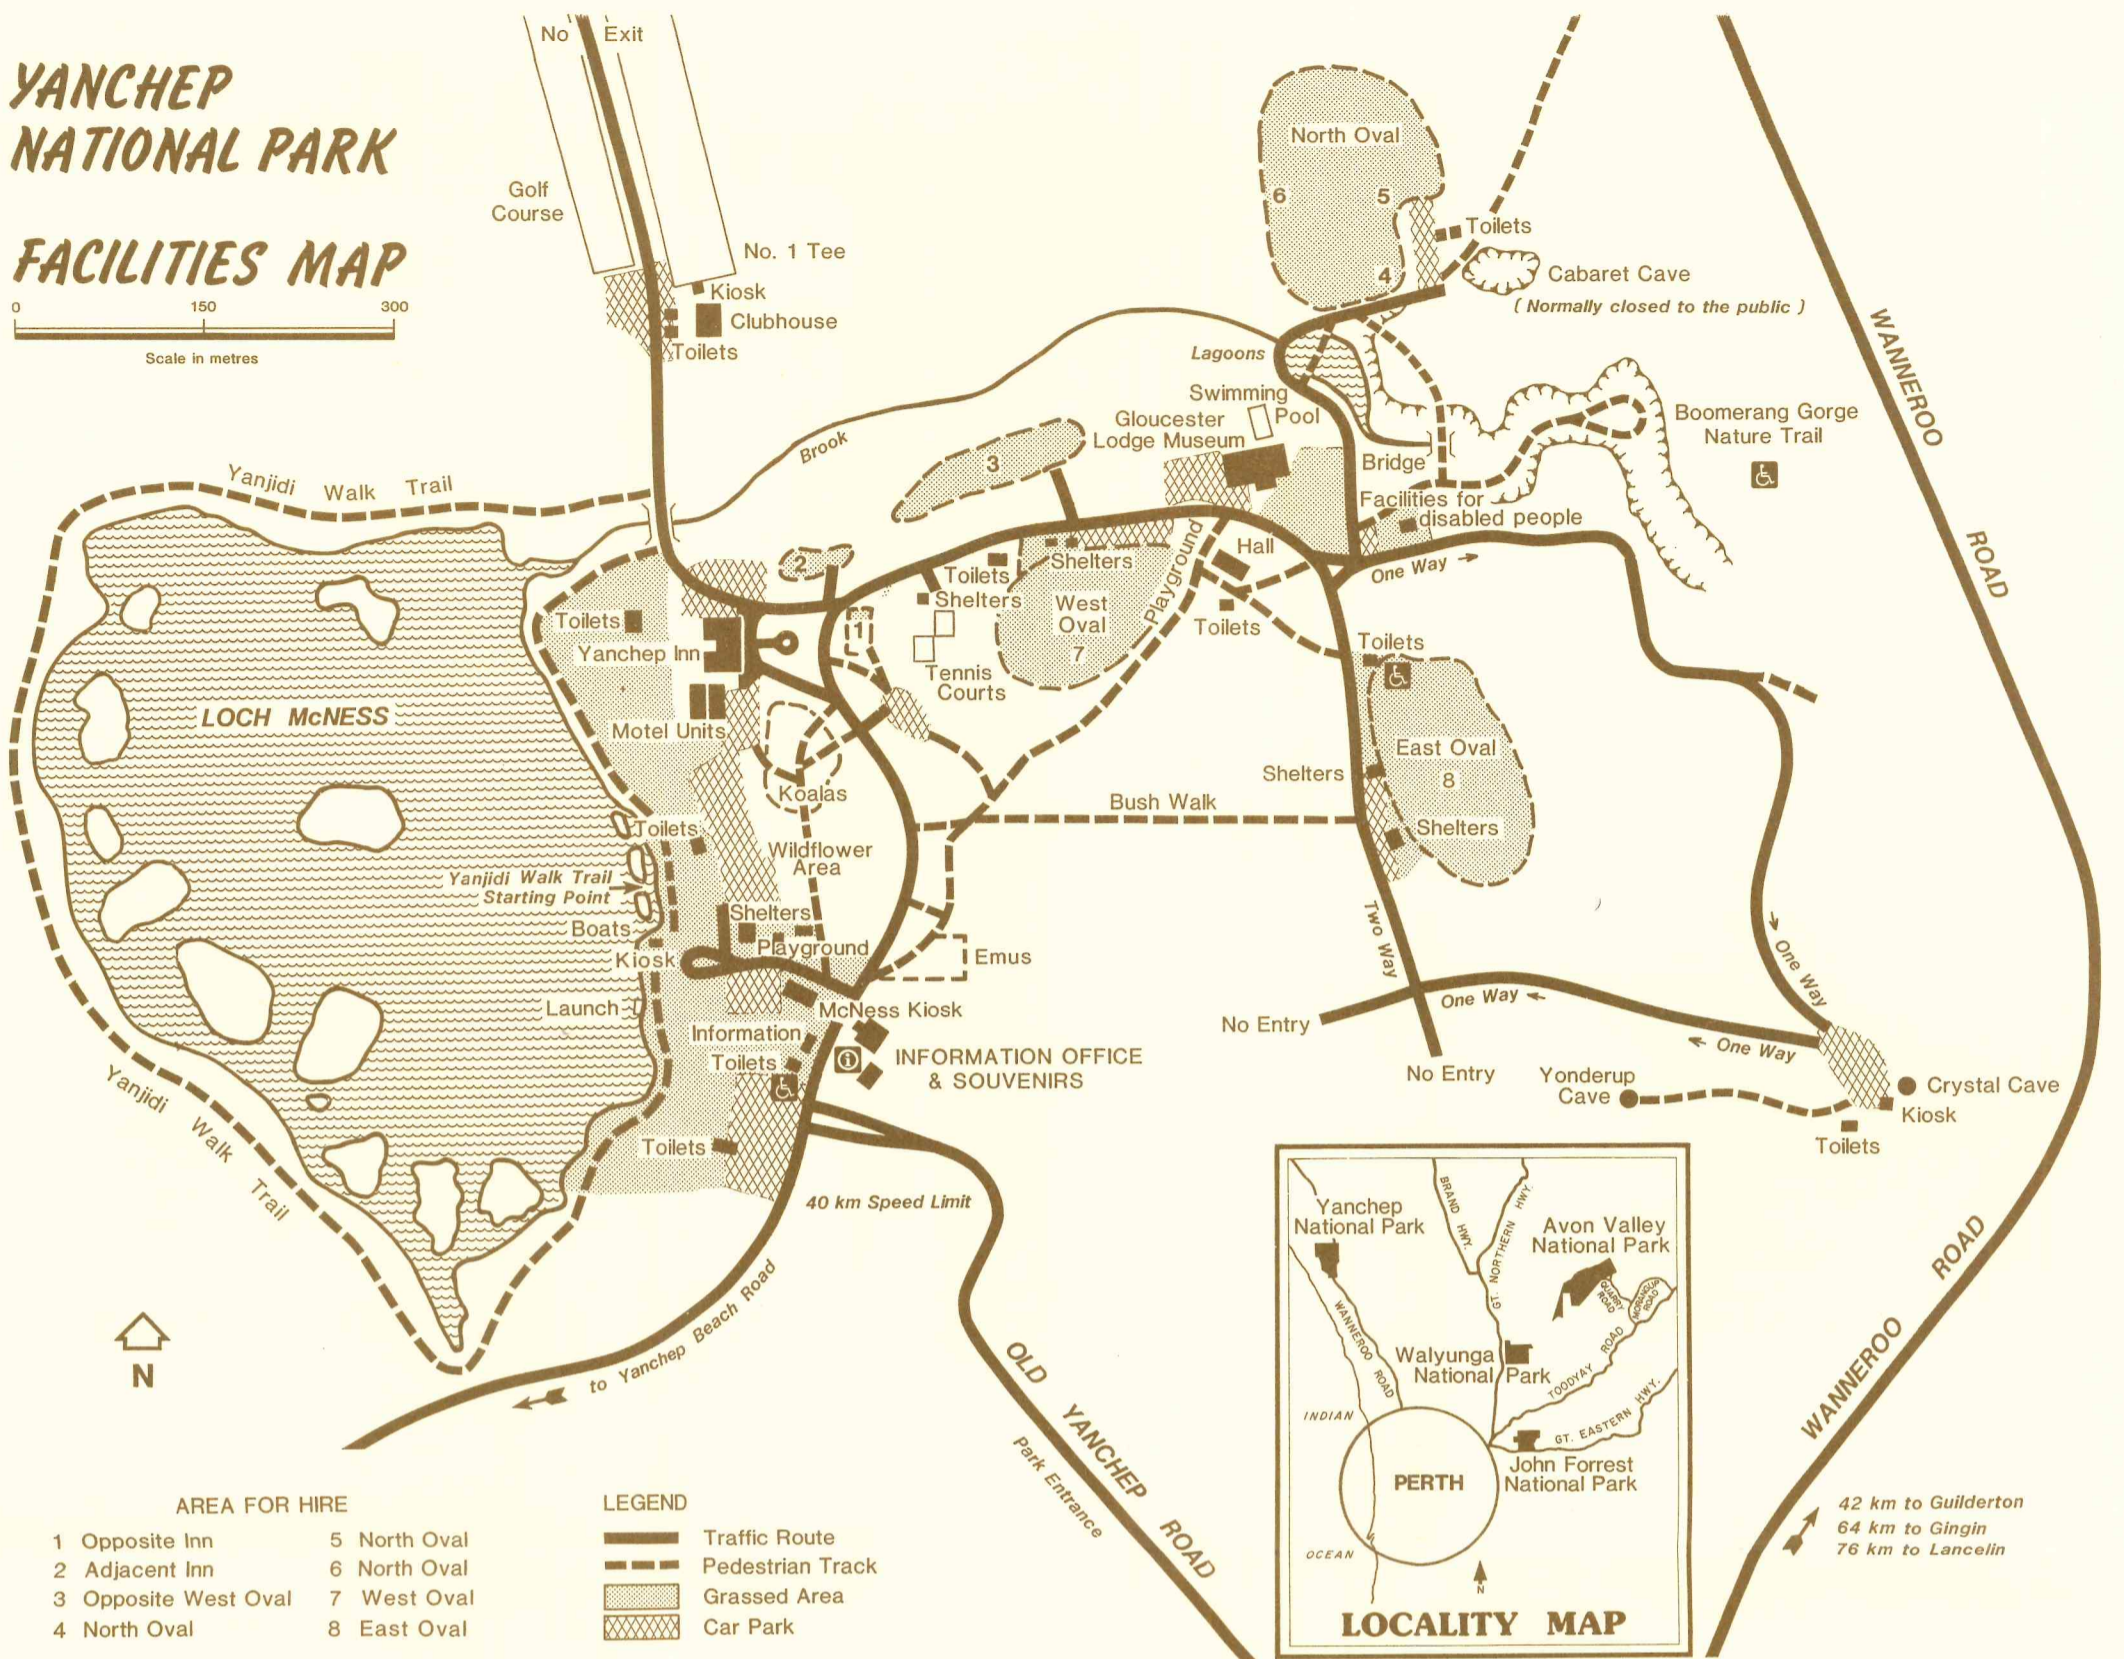 YANCHEP
NATIONAL PARK
FACILITIES MAP
0 150 300
Scale in metres
No Exit
Golf
Course
No. 1 Tee
Kiosk
Clubhouse
Toilets
North Oval
6
5
4
Toilets
Cabaret Cave
( Normally closed to the public )
WANNEROO
ROAD
Lagoons
Swimming
Pool
Gloucester
Lodge Museum
Boomerang Gorge
Nature Trail
Bridge
Facilities for
disabled people
Brook
3
Yanjidi Walk Trail
2
Toilets
Shelters
Shelters
Playground
Hall
One Way
Toilets
Yanchep Inn
1
West
Oval
7
Toilets
Tennis
Courts
Toilets
LOCH McNESS
Motel Units
East Oval
8
Shelters
Koalas
Bush Walk
Toilets
Shelters
Wildflower
Area
Yanjidi Walk Trail
Starting Point
Shelters
Boats
Playground
Kiosk
Emus
Two Way
One Way
One Way
Launch
McNess Kiosk
No Entry
Information
Toilets
INFORMATION OFFICE
& SOUVENIRS
One Way
No Entry
Yonderup
Cave
Crystal Cave
Kiosk
Toilets
Yanjidi Walk Trail
Toilets
40 km Speed Limit
to Yanchep Beach Road
OLD YANCHEP ROAD
Park Entrance
WANNEROO ROAD
N
Yanchep
National Park
BRAND HWY.
GT. NORTHERN HWY.
Avon Valley
National Park
QUARRY
ROAD
MORANGUP
ROAD
WANNEROO ROAD
Walyunga
National Park
TOODYAY ROAD
INDIAN
GT. EASTERN HWY.
PERTH
John Forrest
National Park
OCEAN
N
LOCALITY MAP
42 km to Guilderton
64 km to Gingin
76 km to Lancelin
AREA FOR HIRE
1 Opposite Inn
2 Adjacent Inn
3 Opposite West Oval
4 North Oval
5 North Oval
6 North Oval
7 West Oval
8 East Oval
LEGEND
Traffic Route
Pedestrian Track
Grassed Area
Car Park